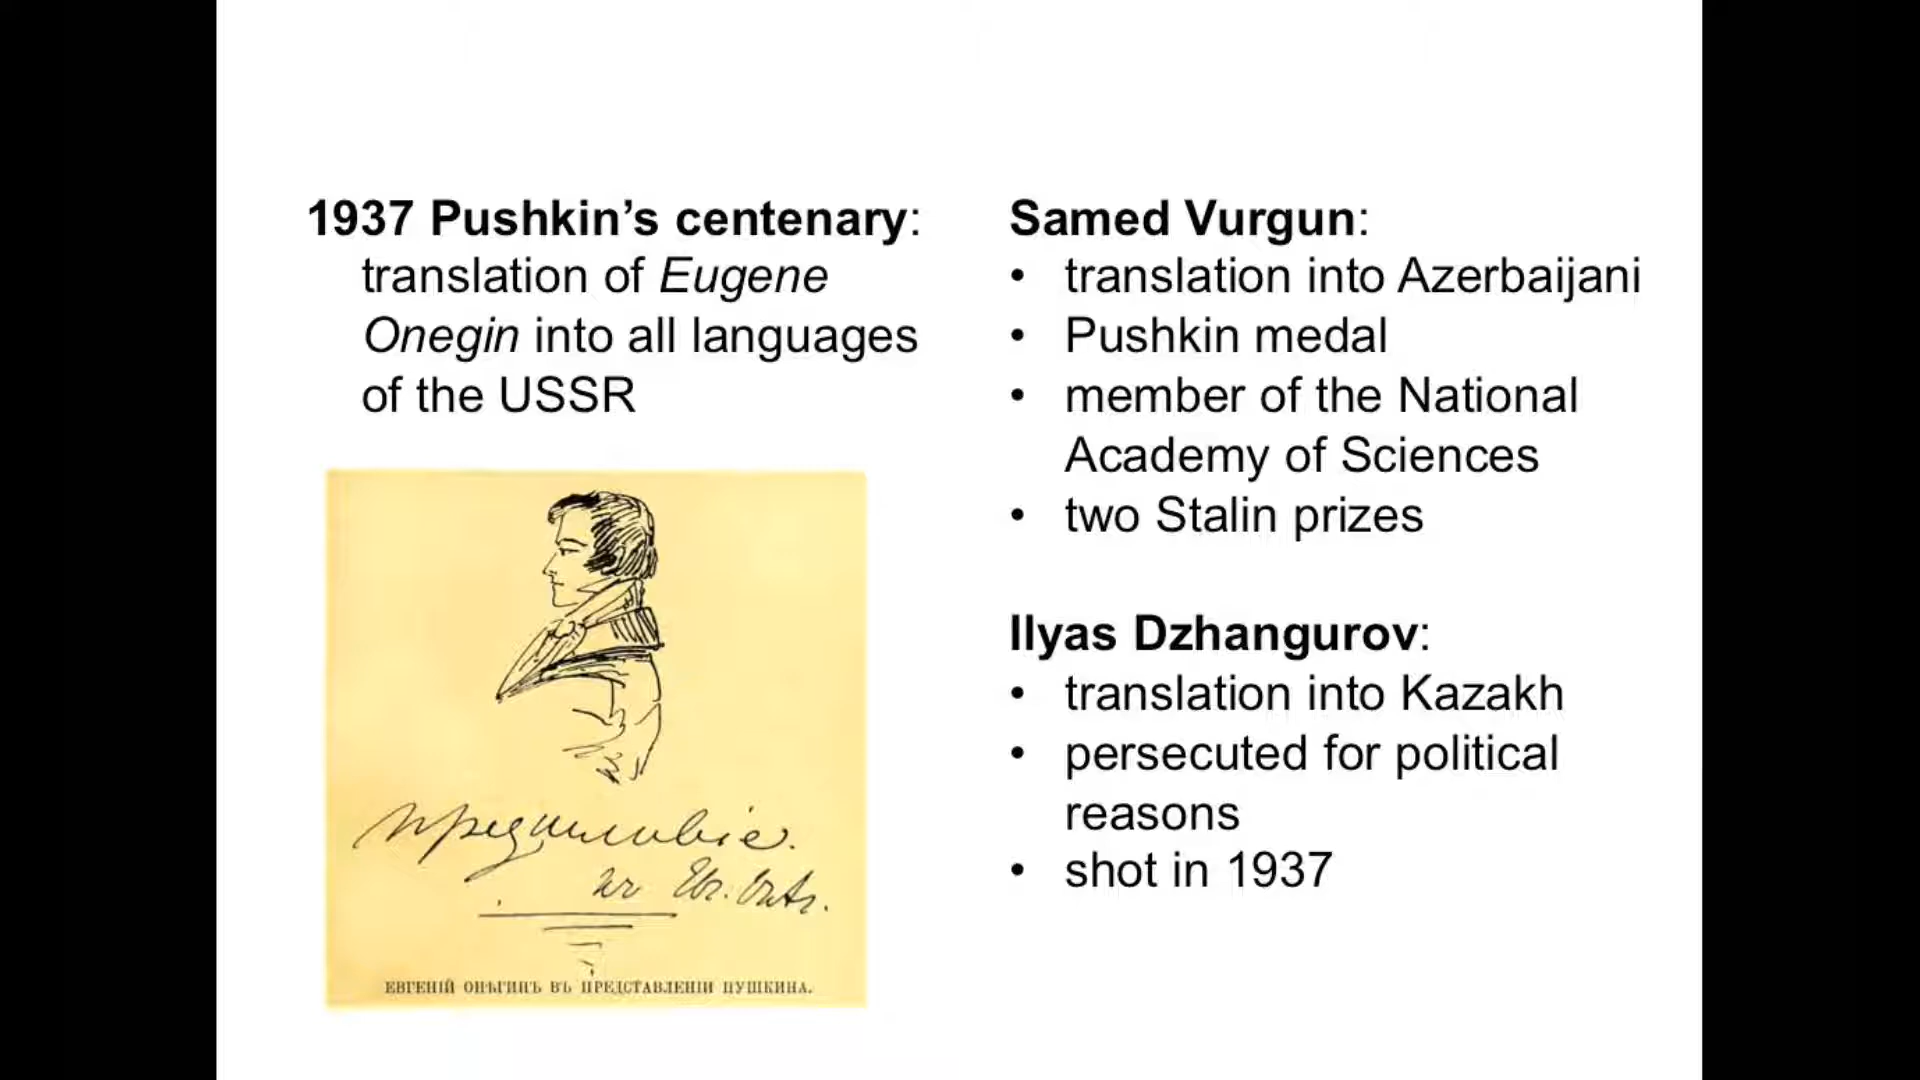 1937 Pushkin’s centenary:
translation of Eugene
Onegin into all languages
of the USSR
предисловіе.
ЕВГЕНІЙ ОНѢГИНЪ ВЪ ПРЕДСТАВЛЕНІИ ПУШКИНА.
Samed Vurgun:
• translation into Azerbaijani
• Pushkin medal
• member of the National
Academy of Sciences
• two Stalin prizes
Ilyas Dzhangurov:
• translation into Kazakh
• persecuted for political
reasons
• shot in 1937